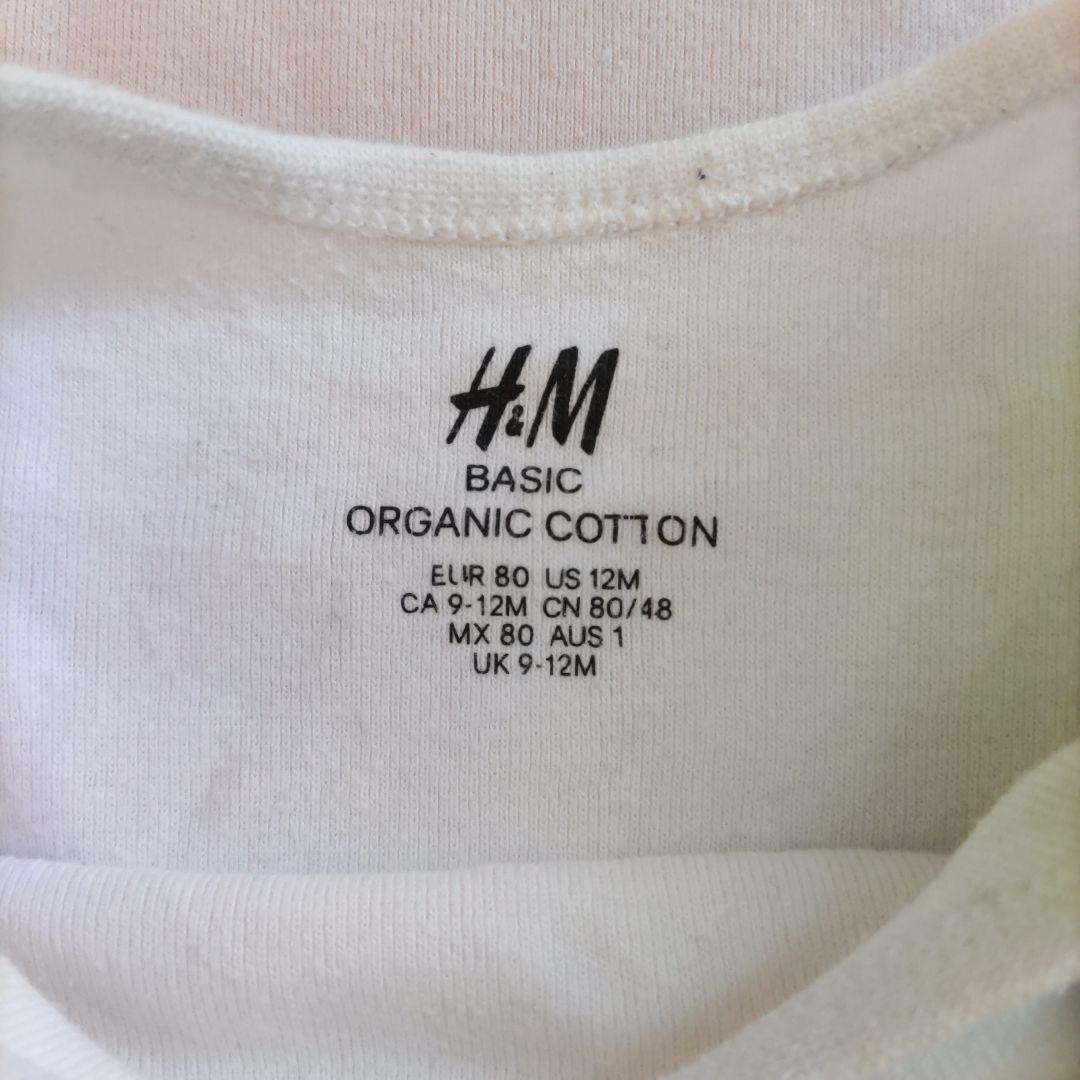 H&M
BASIC
ORGANIC COTTON
EUR 80 US 12M
CA 9-12M CN 80/48
MX 80 AUS 1
UK 9-12M